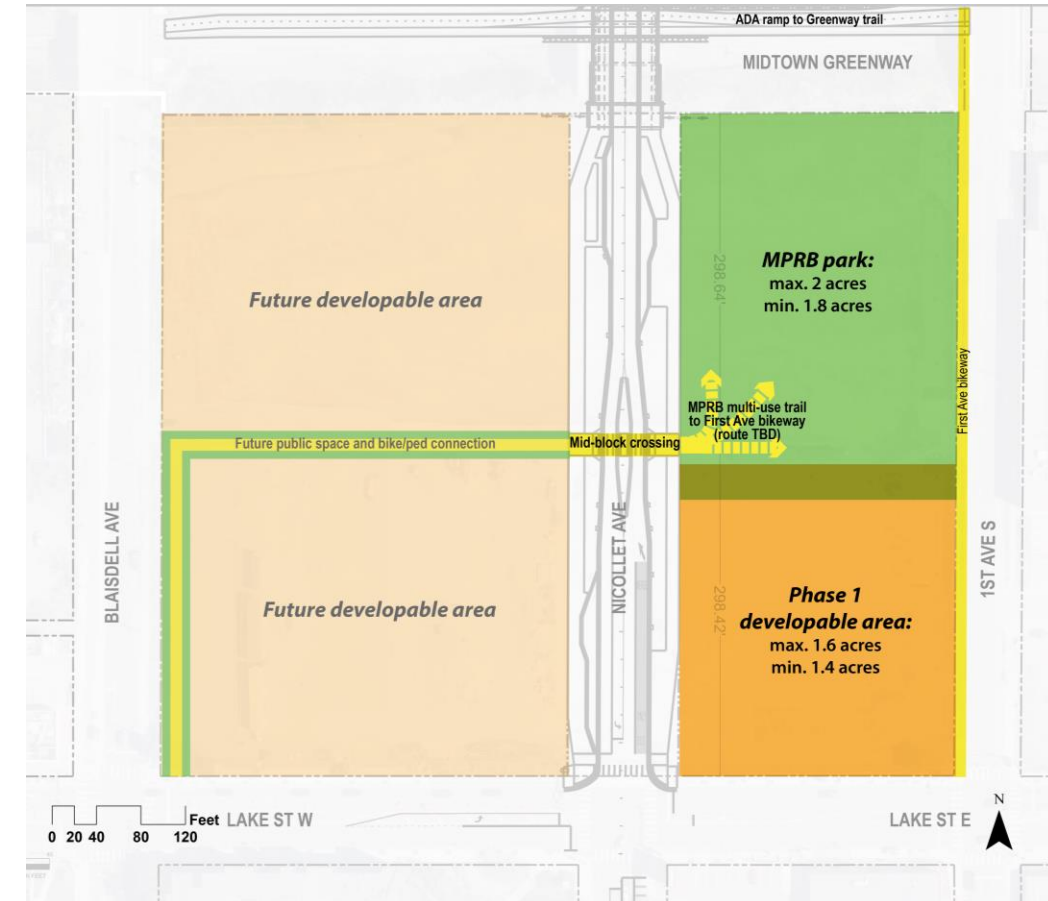 ADA ramp to Greenway trail
MIDTOWN GREENWAY
MPRB park:
max. 2 acres
min. 1.8 acres
298.64'
Future developable area
First Ave bikeway
MPRB multi-use trail
to First Ave bikeway
(route TBD)
Future public space and bike/ped connection
Mid-block crossing
BLAISDELL AVE
NICOLLET AVE
1ST AVE S
Future developable area
Phase 1
developable area:
max. 1.6 acres
min. 1.4 acres
298.42'
Feet
0 20 40 80 120
LAKE ST W
LAKE ST E
N